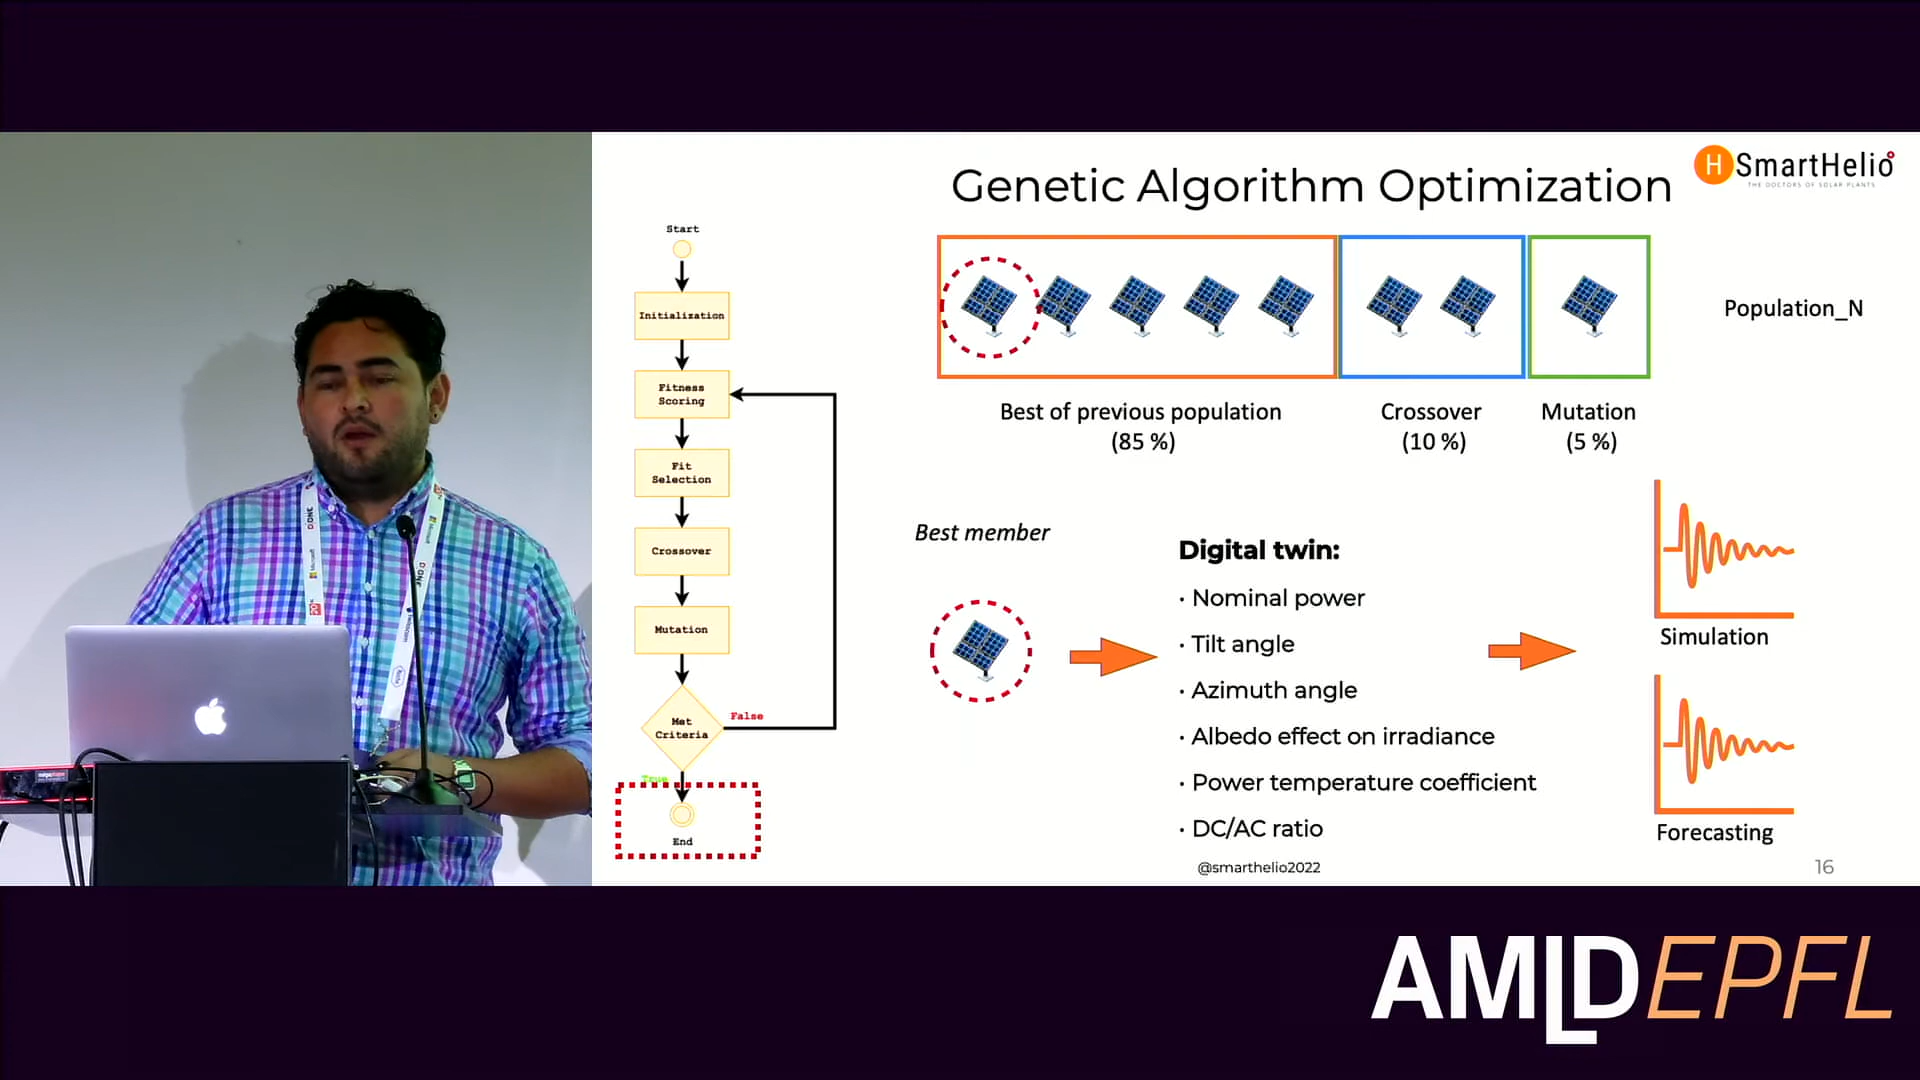 Genetic Algorithm Optimization
H SmartHelio
THE DOCTORS OF SOLAR PLANTS
Start
Initialization
Fitness
Scoring
Fit
Selection
Crossover
Mutation
Met
Criteria
False
True
End
Population_N
Best of previous population
(85 %)
Crossover
(10 %)
Mutation
(5 %)
Best member
Digital twin:
· Nominal power
· Tilt angle
· Azimuth angle
· Albedo effect on irradiance
· Power temperature coefficient
· DC/AC ratio
Simulation
Forecasting
@smarthelio2022
16
D ONE
Microsoft
AMLD EPFL